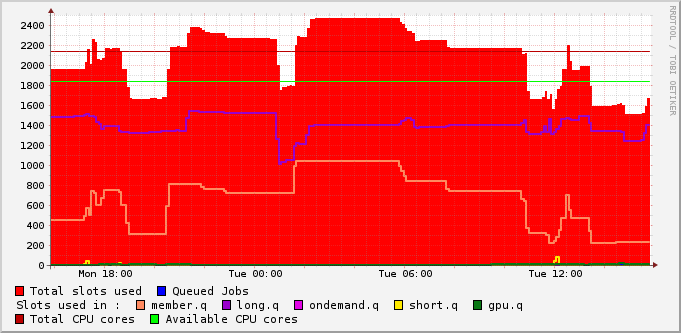 2400
2200
2000
1800
1600
1400
1200
1000
800
600
400
200
0
Mon 18:00 Tue 00:00 Tue 06:00 Tue 12:00
Total slots used Queued Jobs
Slots used in : member.q long.q ondemand.q short.q gpu.q
Total CPU cores Available CPU cores
RRDTOOL / TOBI OETIKER